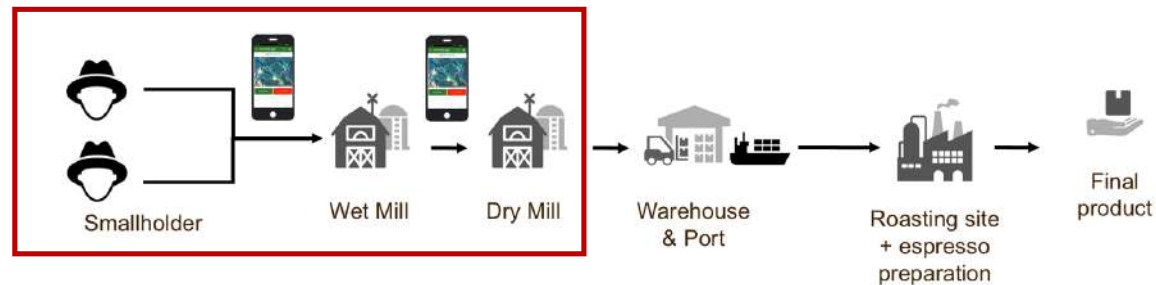 Smallholder
Wet Mill
Dry Mill
Warehouse
& Port
Roasting site
+ espresso
preparation
Final
product